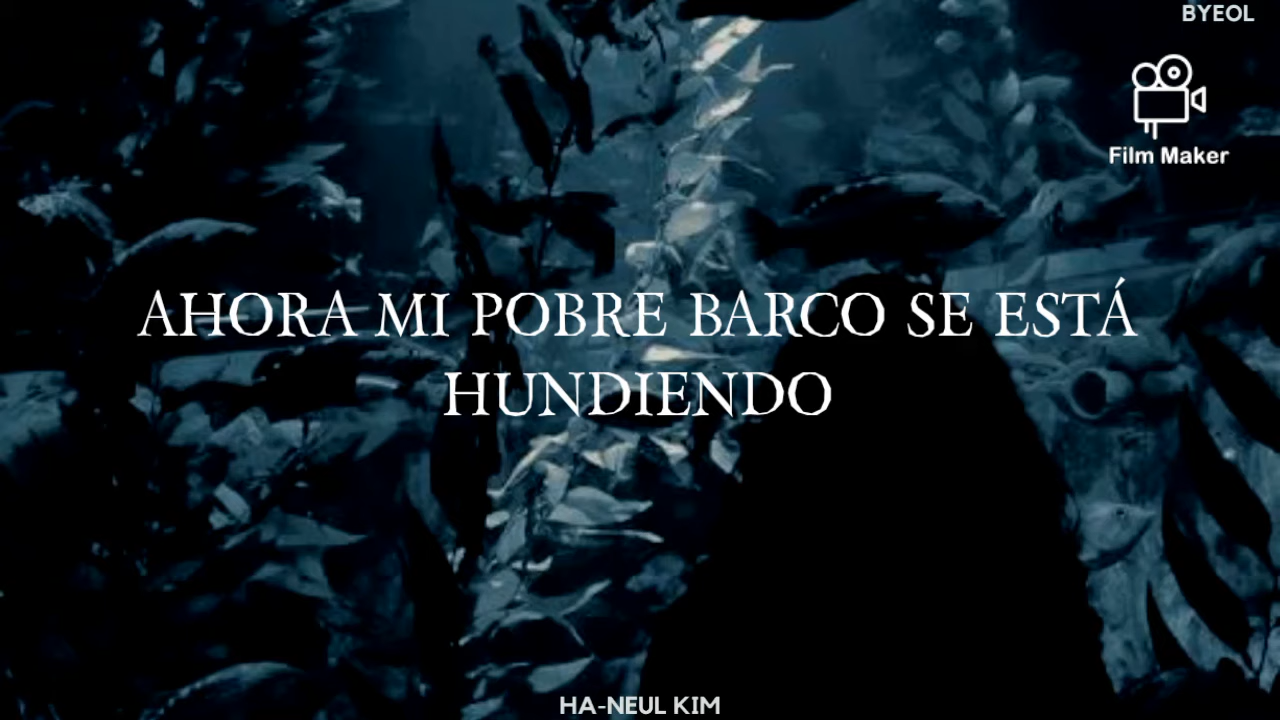 BYEOL
Film Maker
AHORA MI POBRE BARCO SE ESTÁ
HUNDIENDO
HA-NEUL KIM